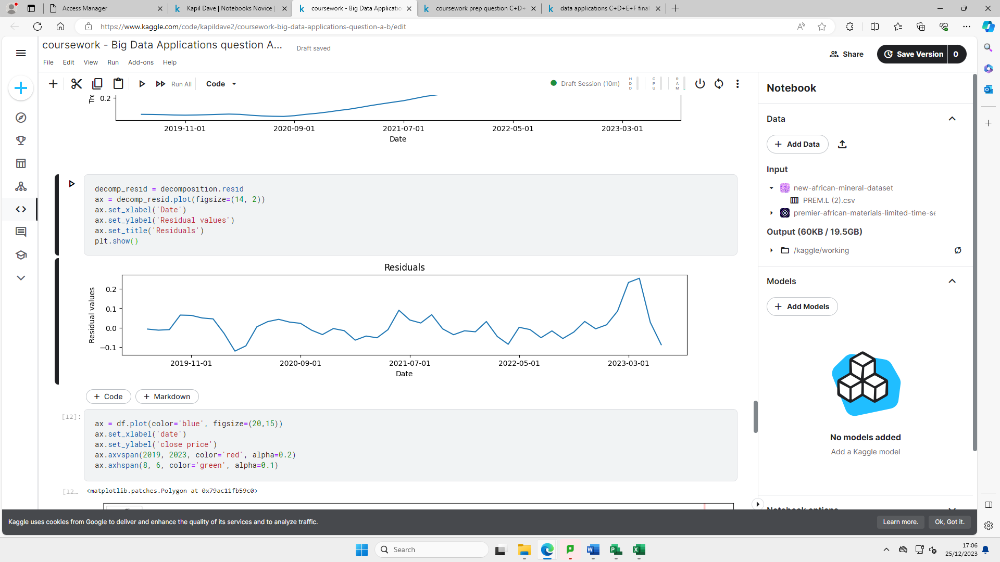 Access Manager
Kapil Dave | Notebooks Novice |
coursework - Big Data Applicatio
coursework prep question C+D+
data applications C+D+E+F final
https://www.kaggle.com/code/kapildave2/coursework-big-data-applications-question-a-b/edit
coursework - Big Data Applications question A...
Draft saved
Share
Save Version
0
File Edit View Run Add-ons Help
Run All
Code
Draft Session (10m)
HDD
CPU
RAM
Notebook
0.2
2019-11-01 2020-09-01 2021-07-01 2022-05-01 2023-03-01
Date
decomp_resid = decomposition.resid
ax = decomp_resid.plot(figsize=(14, 2))
ax.set_xlabel('Date')
ax.set_ylabel('Residual values')
ax.set_title('Residuals')
plt.show()
Residuals
Residual values
0.2
0.1
0.0
−0.1
2019-11-01 2020-09-01 2021-07-01 2022-05-01 2023-03-01
Date
+ Code
+ Markdown
[12]:
ax = df.plot(color='blue', figsize=(20,15))
ax.set_xlabel('date')
ax.set_ylabel('close price')
ax.axvspan(2019, 2023, color='red', alpha=0.2)
ax.axhspan(8, 6, color='green', alpha=0.1)
[12...
<matplotlib.patches.Polygon at 0x79ac11fb59c0>
Data
+ Add Data
Input
new-african-mineral-dataset
PREM.L (2).csv
premier-african-materials-limited-time-se
Output (60KB / 19.5GB)
/kaggle/working
Models
+ Add Models
No models added
Add a Kaggle model
Notebook options
Kaggle uses cookies from Google to deliver and enhance the quality of its services and to analyze traffic.
Learn more.
Ok, Got it.
Search
17:06
25/12/2023